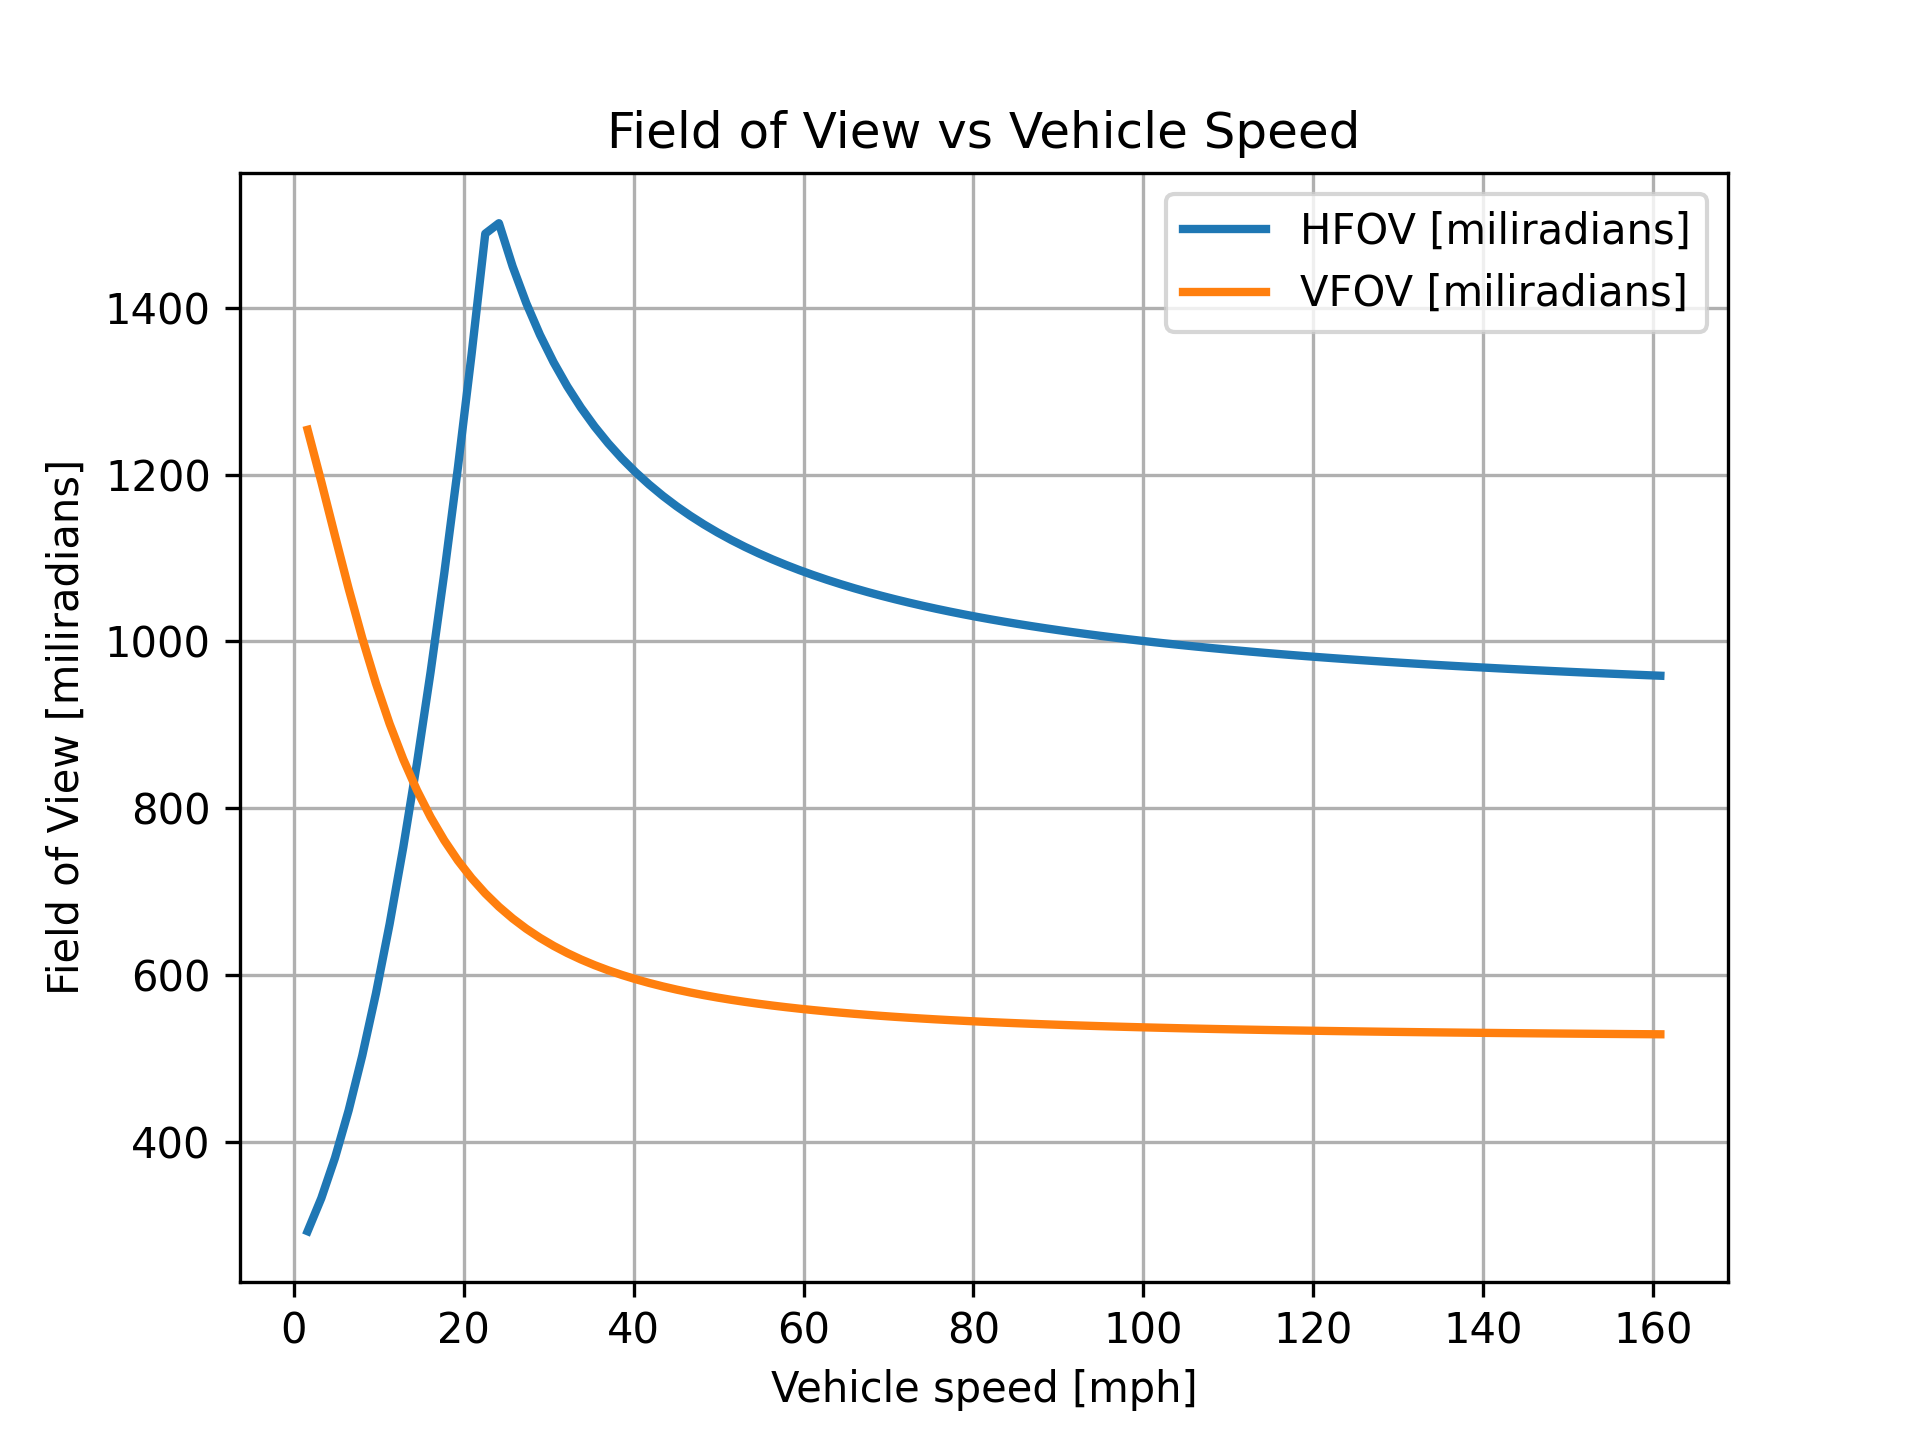 Field of View vs Vehicle Speed
HFOV [miliradians]
VFOV [miliradians]
Field of View [miliradians]
1400
1200
1000
800
600
400
0 20 40 60 80 100 120 140 160
Vehicle speed [mph]